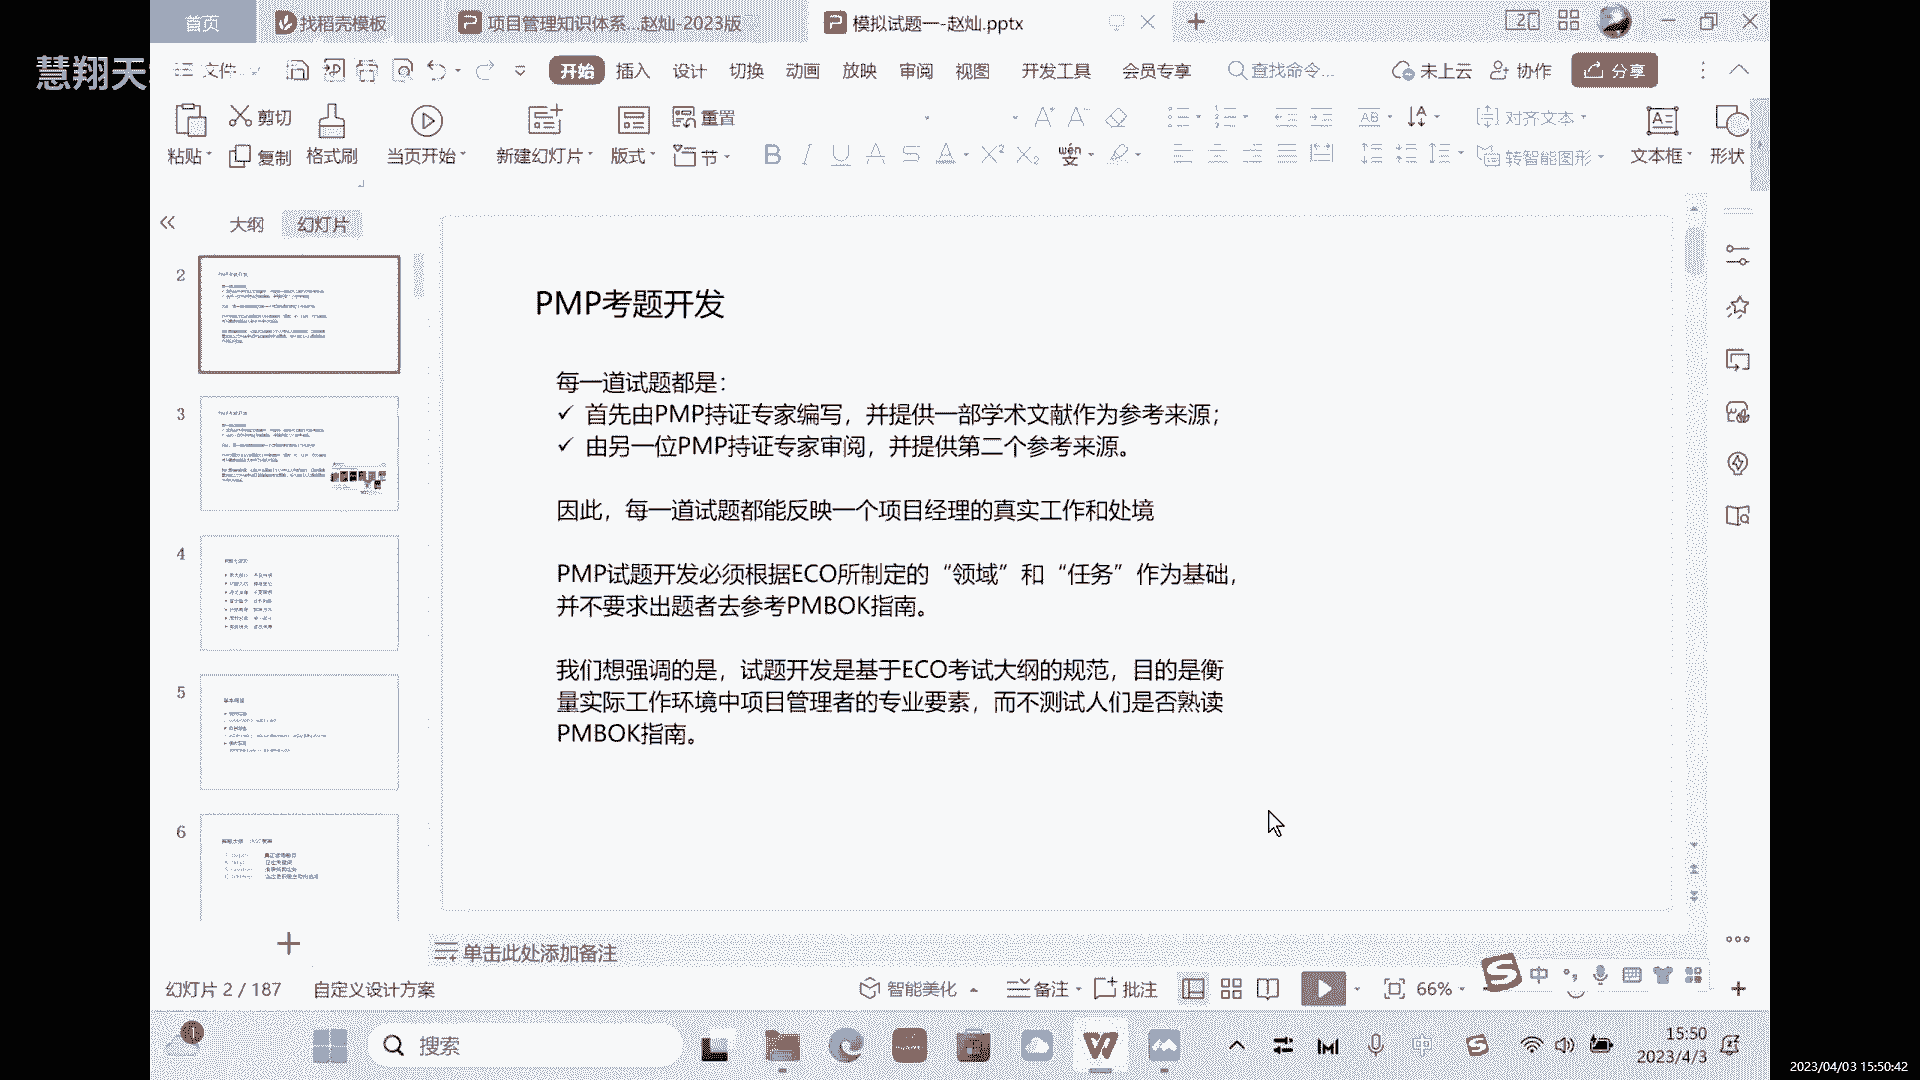 首页
找稻壳模板
项目管理知识体系...赵灿-2023版
模拟试题一-赵灿.pptx
慧翔天
文件
开始
插入
设计
切换
动画
放映
审阅
视图
开发工具
会员专享
查找命令...
未上云
协作
分享
粘贴
剪切
复制
格式刷
当页开始
新建幻灯片
版式
重置
节
对齐文本
转智能图形
文本框
形状
大纲
幻灯片
2
3
4
5
6
PMP考题开发
每一道试题都是：
✓ 首先由PMP持证专家编写，并提供一部学术文献作为参考来源；
✓ 由另一位PMP持证专家审阅，并提供第二个参考来源。
因此，每一道试题都能反映一个项目经理的真实工作和处境
PMP试题开发必须根据ECO所制定的“领域”和“任务”作为基础，
并不要求出题者去参考PMBOK指南。
我们想强调的是，试题开发是基于ECO考试大纲的规范，目的是衡
量实际工作环境中项目管理者的专业要素，而不测试人们是否熟读
PMBOK指南。
单击此处添加备注
幻灯片 2 / 187
自定义设计方案
智能美化
备注
批注
66%
中
搜索
中
15:50
2023/4/3
2023/04/03 15:50:42